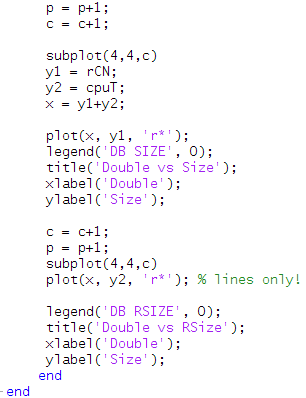 p = p+1;
c = c+1;
subplot(4,4,c)
y1 = rCN;
y2 = cpuT;
x = y1+y2;
plot(x, y1, 'r*');
legend('DB SIZE', 0);
title('Double vs Size');
xlabel('Double');
ylabel('Size');
c = c+1;
p = p+1;
subplot(4,4,c)
plot(x, y2, 'r*'); % lines only!
legend('DB RSIZE', 0);
title('Double vs RSize');
xlabel('Double');
ylabel('Size');
end
end